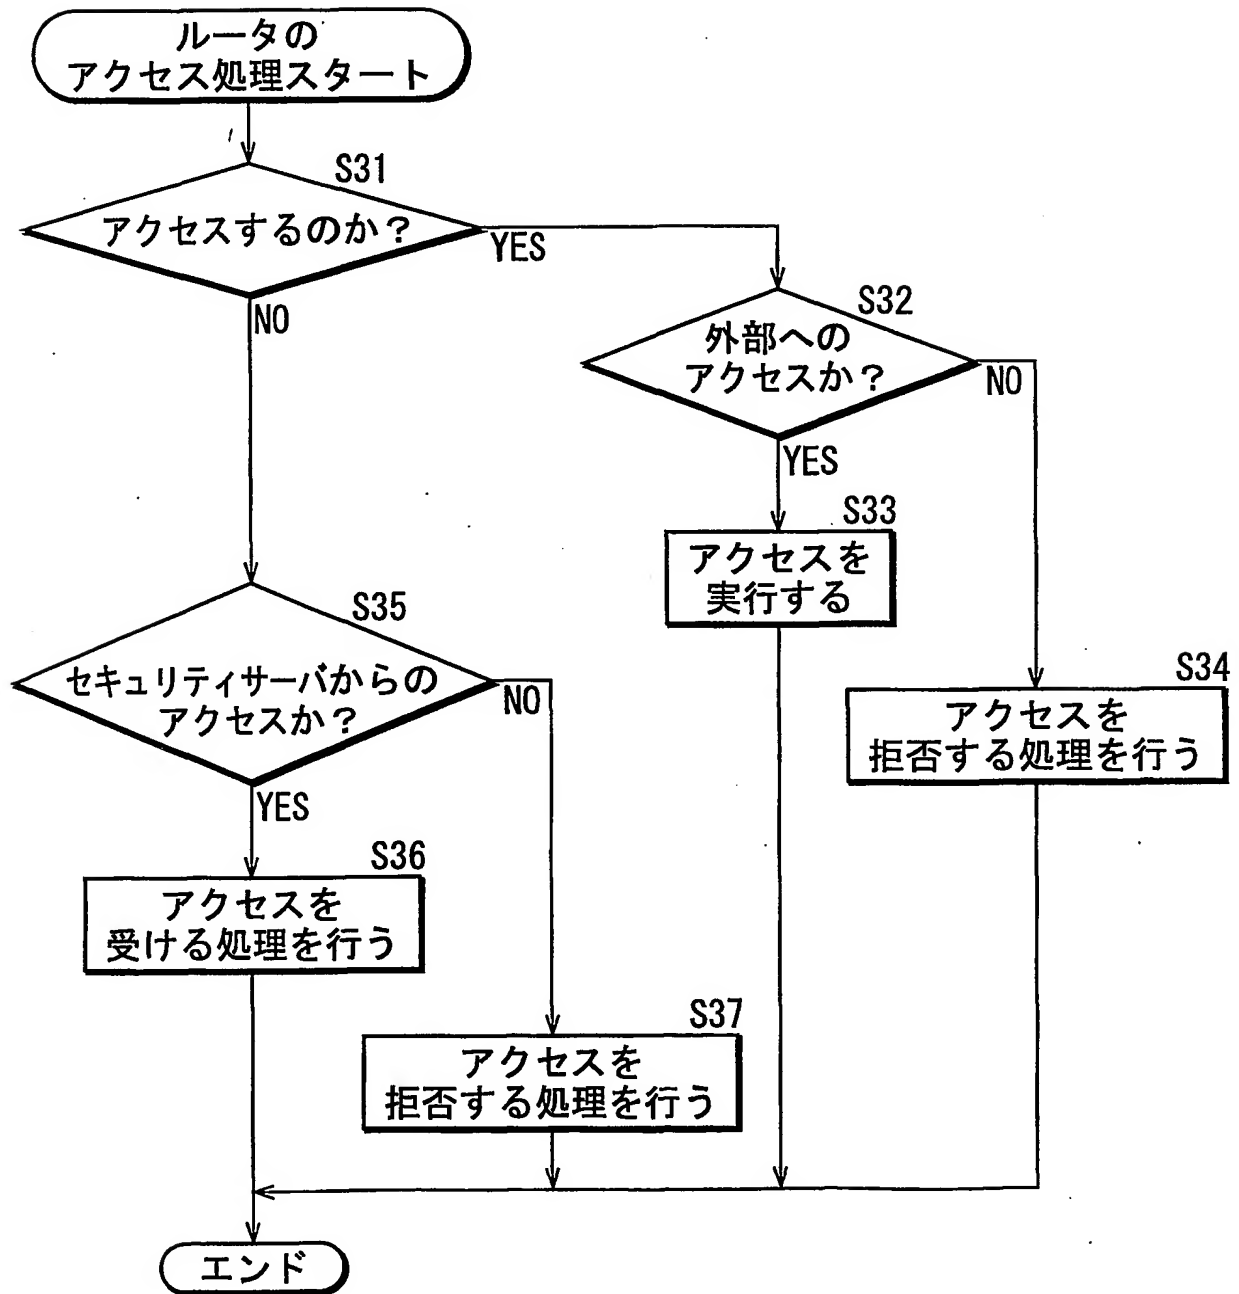 ルータの
アクセス処理スタート
S31
アクセスするのか？
YES
NO
S32
外部への
アクセスか？
NO
YES
S33
アクセスを
実行する
S34
アクセスを
拒否する処理を行う
S35
セキュリティサーバからの
アクセスか？
NO
YES
S36
アクセスを
受ける処理を行う
S37
アクセスを
拒否する処理を行う
エンド